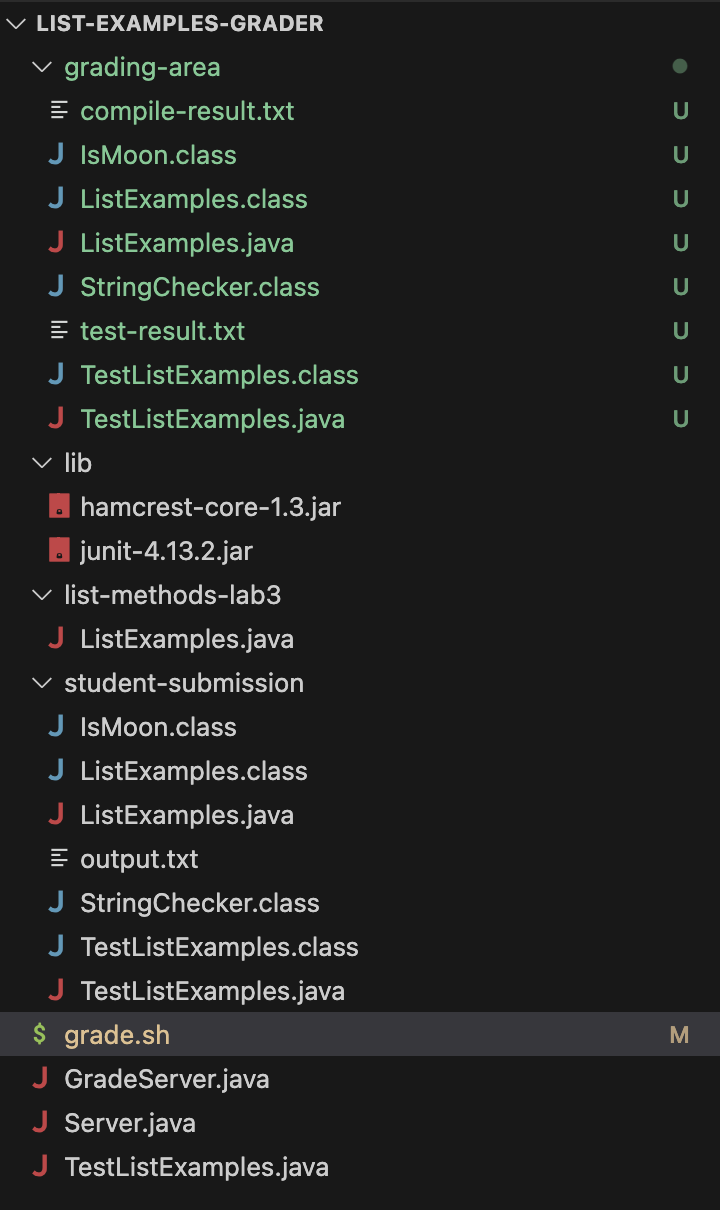 LIST-EXAMPLES-GRADER
grading-area
compile-result.txt U
J IsMoon.class U
J ListExamples.class U
J ListExamples.java U
J StringChecker.class U
test-result.txt U
J TestListExamples.class U
J TestListExamples.java U
lib
hamcrest-core-1.3.jar
junit-4.13.2.jar
list-methods-lab3
J ListExamples.java
student-submission
J IsMoon.class
J ListExamples.class
J ListExamples.java
output.txt
J StringChecker.class
J TestListExamples.class
J TestListExamples.java
$ grade.sh M
J GradeServer.java
J Server.java
J TestListExamples.java